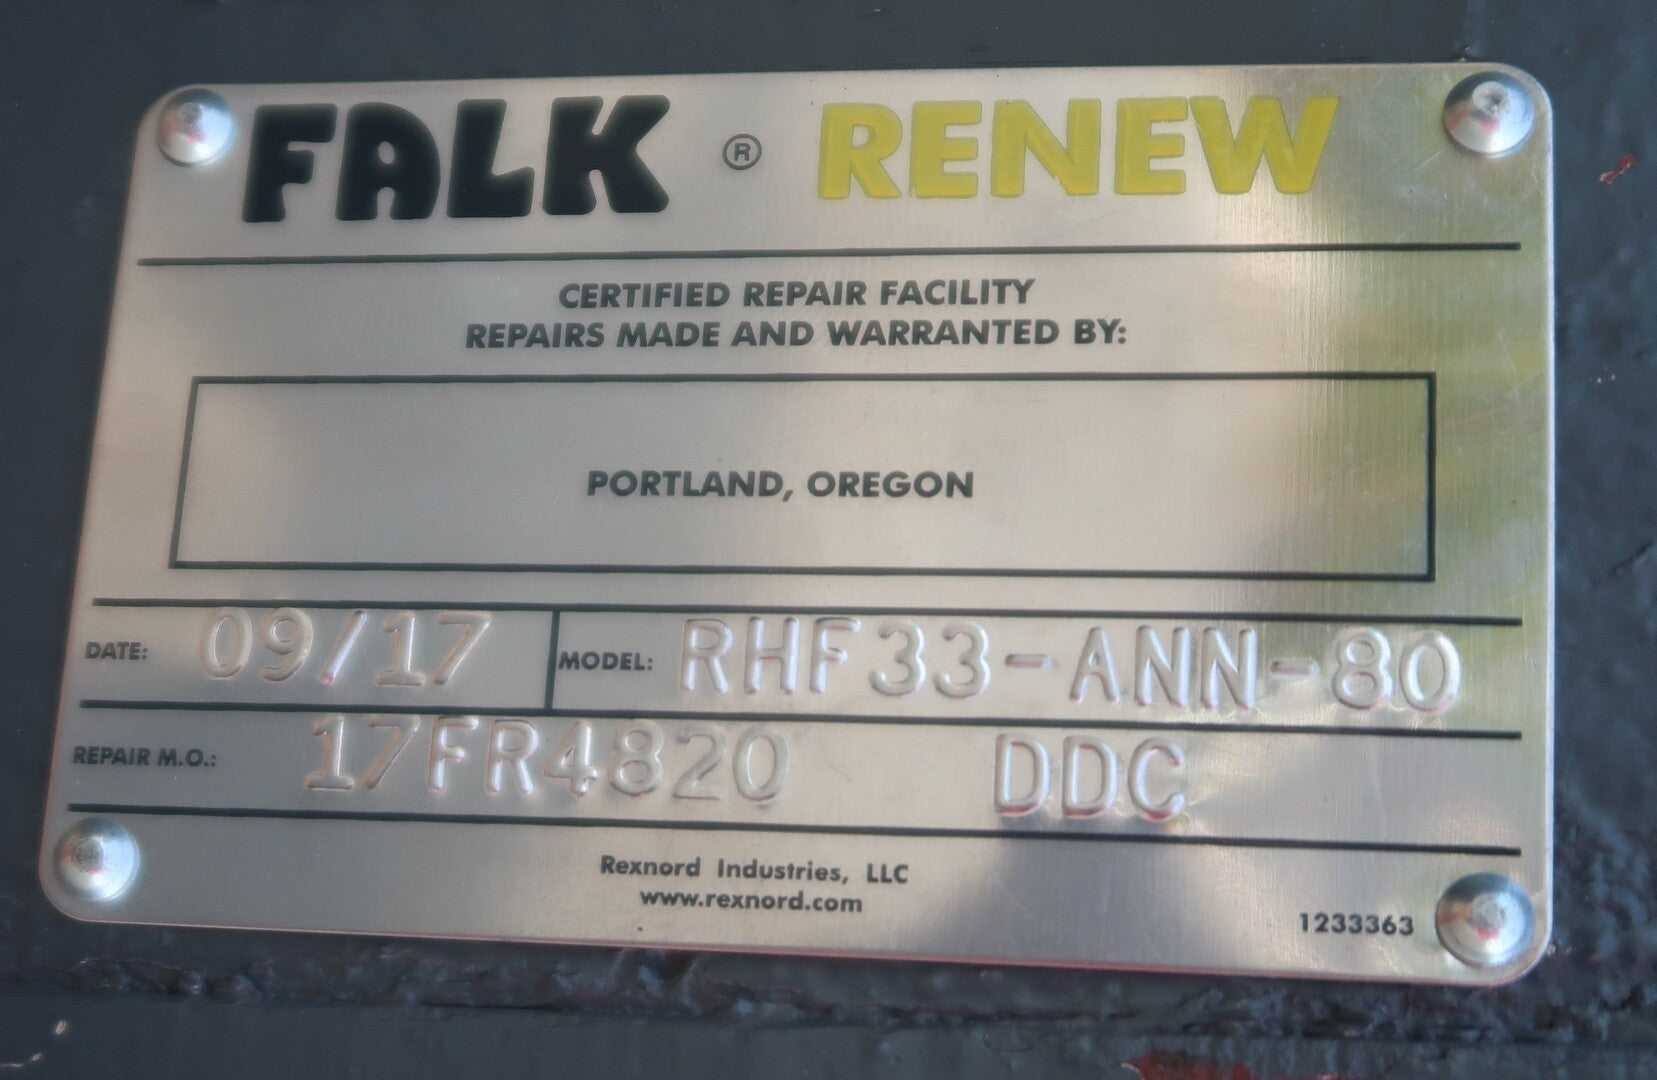 FALK ® RENEW
CERTIFIED REPAIR FACILITY
REPAIRS MADE AND WARRANTED BY:
PORTLAND, OREGON
DATE: 09/17 MODEL: RHF33-ANN-80
REPAIR M.O.: 17FR4820 DDC
Rexnord Industries, LLC
www.rexnord.com
1233363